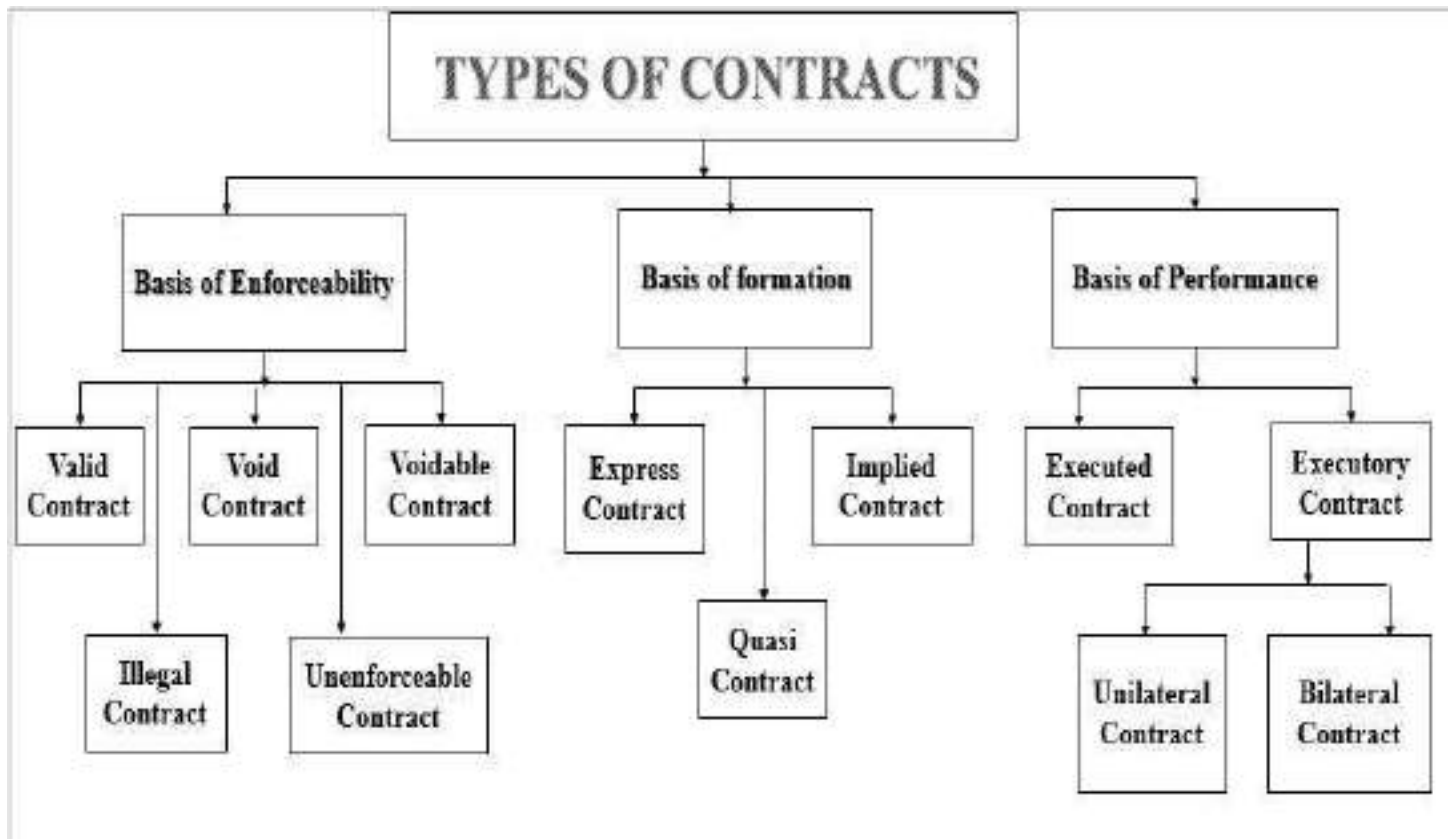 TYPES OF CONTRACTS
Basis of Enforceability
Basis of formation
Basis of Performance
Valid
Contract
Void
Contract
Voidable
Contract
Express
Contract
Implied
Contract
Executed
Contract
Executory
Contract
Illegal
Contract
Unenforceable
Contract
Quasi
Contract
Unilateral
Contract
Bilateral
Contract